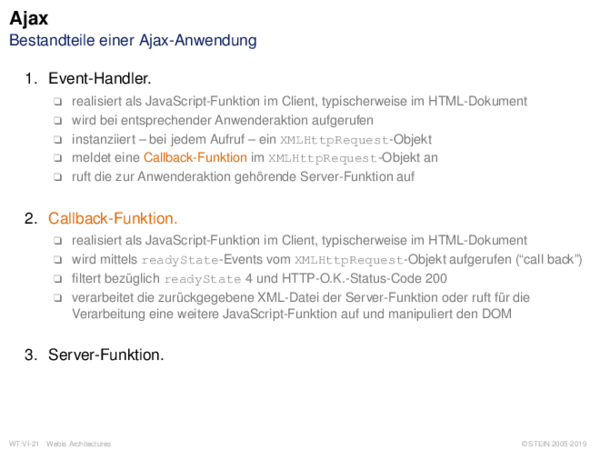 Ajax
Bestandteile einer Ajax-Anwendung
1. Event-Handler.
❑ realisiert als JavaScript-Funktion im Client, typischerweise im HTML-Dokument
❑ wird bei entsprechender Anwenderaktion aufgerufen
❑ instanziiert – bei jedem Aufruf – ein XMLHttpRequest-Objekt
❑ meldet eine Callback-Funktion im XMLHttpRequest-Objekt an
❑ ruft die zur Anwenderaktion gehörende Server-Funktion auf
2. Callback-Funktion.
❑ realisiert als JavaScript-Funktion im Client, typischerweise im HTML-Dokument
❑ wird mittels readyState-Events vom XMLHttpRequest-Objekt aufgerufen (“call back”)
❑ filtert bezüglich readyState 4 und HTTP-O.K.-Status-Code 200
❑ verarbeitet die zurückgegebene XML-Datei der Server-Funktion oder ruft für die
Verarbeitung eine weitere JavaScript-Funktion auf und manipuliert den DOM
3. Server-Funktion.
WT:VI-21 Webis Architectures © STEIN 2005-2019